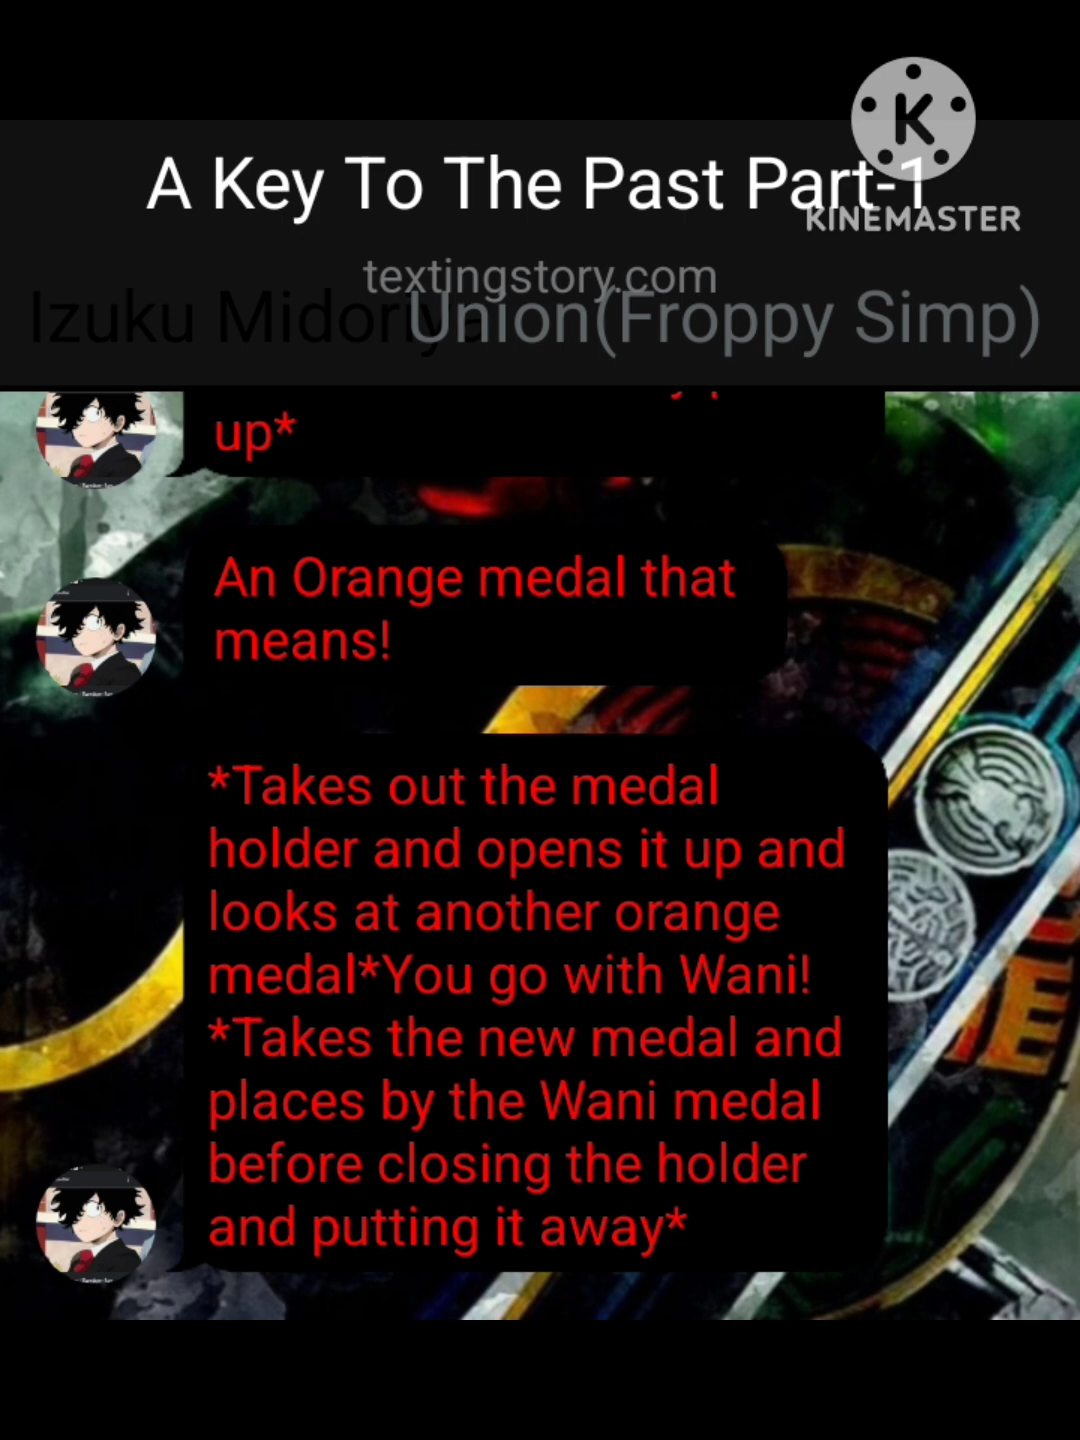 A Key To The Past Part-1
KINEMASTER
textingstory.com
Izuku Midoriya
Union(Froppy Simp)
up*
An Orange medal that
means!
*Takes out the medal
holder and opens it up and
looks at another orange
medal*You go with Wani!
*Takes the new medal and
places by the Wani medal
before closing the holder
and putting it away*